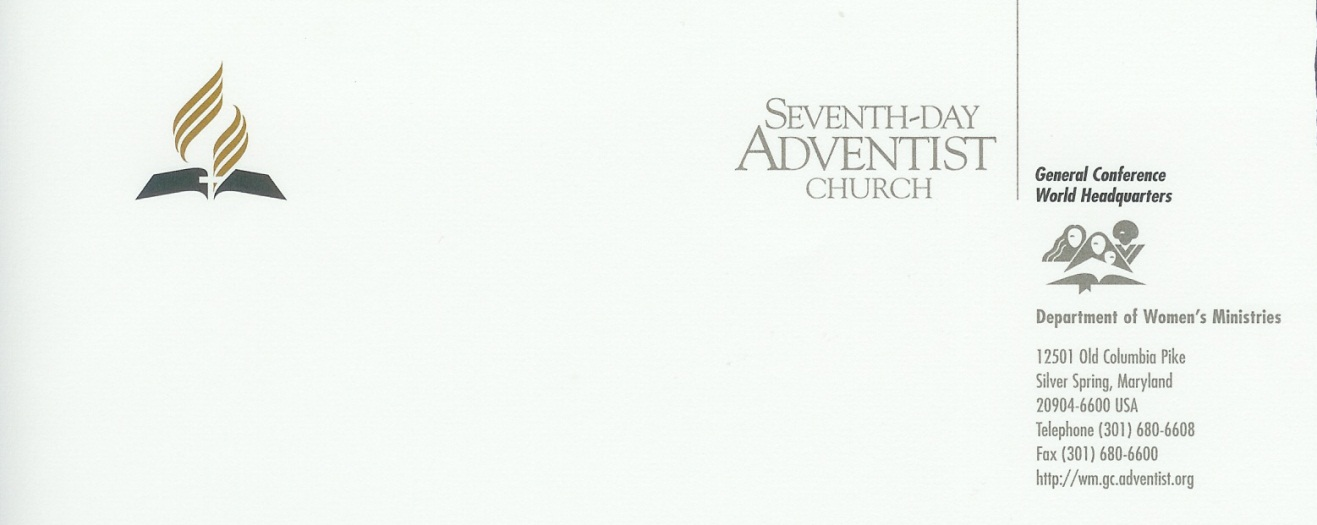 SEVENTH-DAY
ADVENTIST
CHURCH
General Conference
World Headquarters
Department of Women's Ministries
12501 Old Columbia Pike
Silver Spring, Maryland
20904-6600 USA
Telephone (301) 680-6608
Fax (301) 680-6600
http://wm.gc.adventist.org